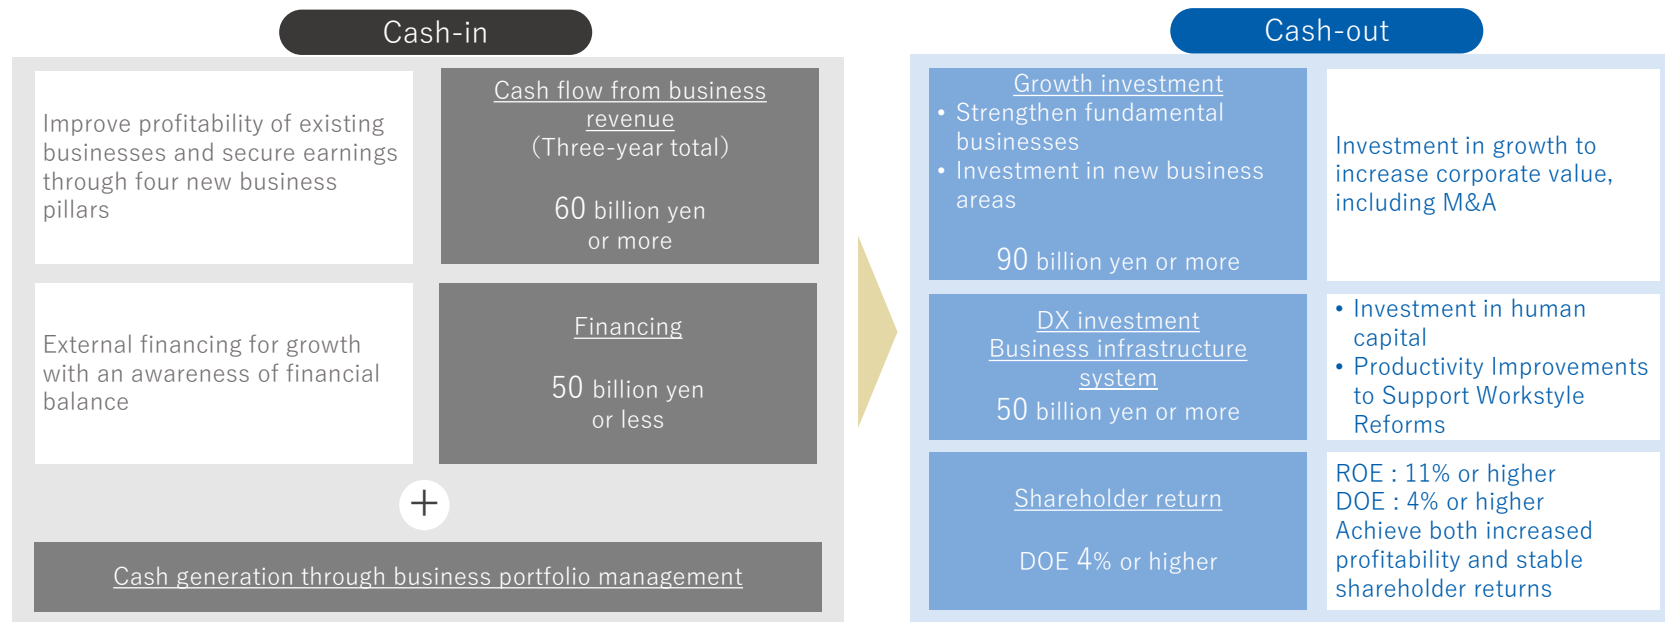 Cash-in
Improve profitability of existing
businesses and secure earnings
through four new business
pillars
Cash flow from business
revenue
（Three-year total）
60 billion yen
or more
External financing for growth
with an awareness of financial
balance
Financing
50 billion yen
or less
+
Cash generation through business portfolio management
Cash-out
Growth investment
• Strengthen fundamental
businesses
• Investment in new business
areas
90 billion yen or more
Investment in growth to
increase corporate value,
including M&A
DX investment
Business infrastructure
system
50 billion yen or more
• Investment in human
capital
• Productivity Improvements
to Support Workstyle
Reforms
Shareholder return
DOE 4% or higher
ROE : 11% or higher
DOE : 4% or higher
Achieve both increased
profitability and stable
shareholder returns